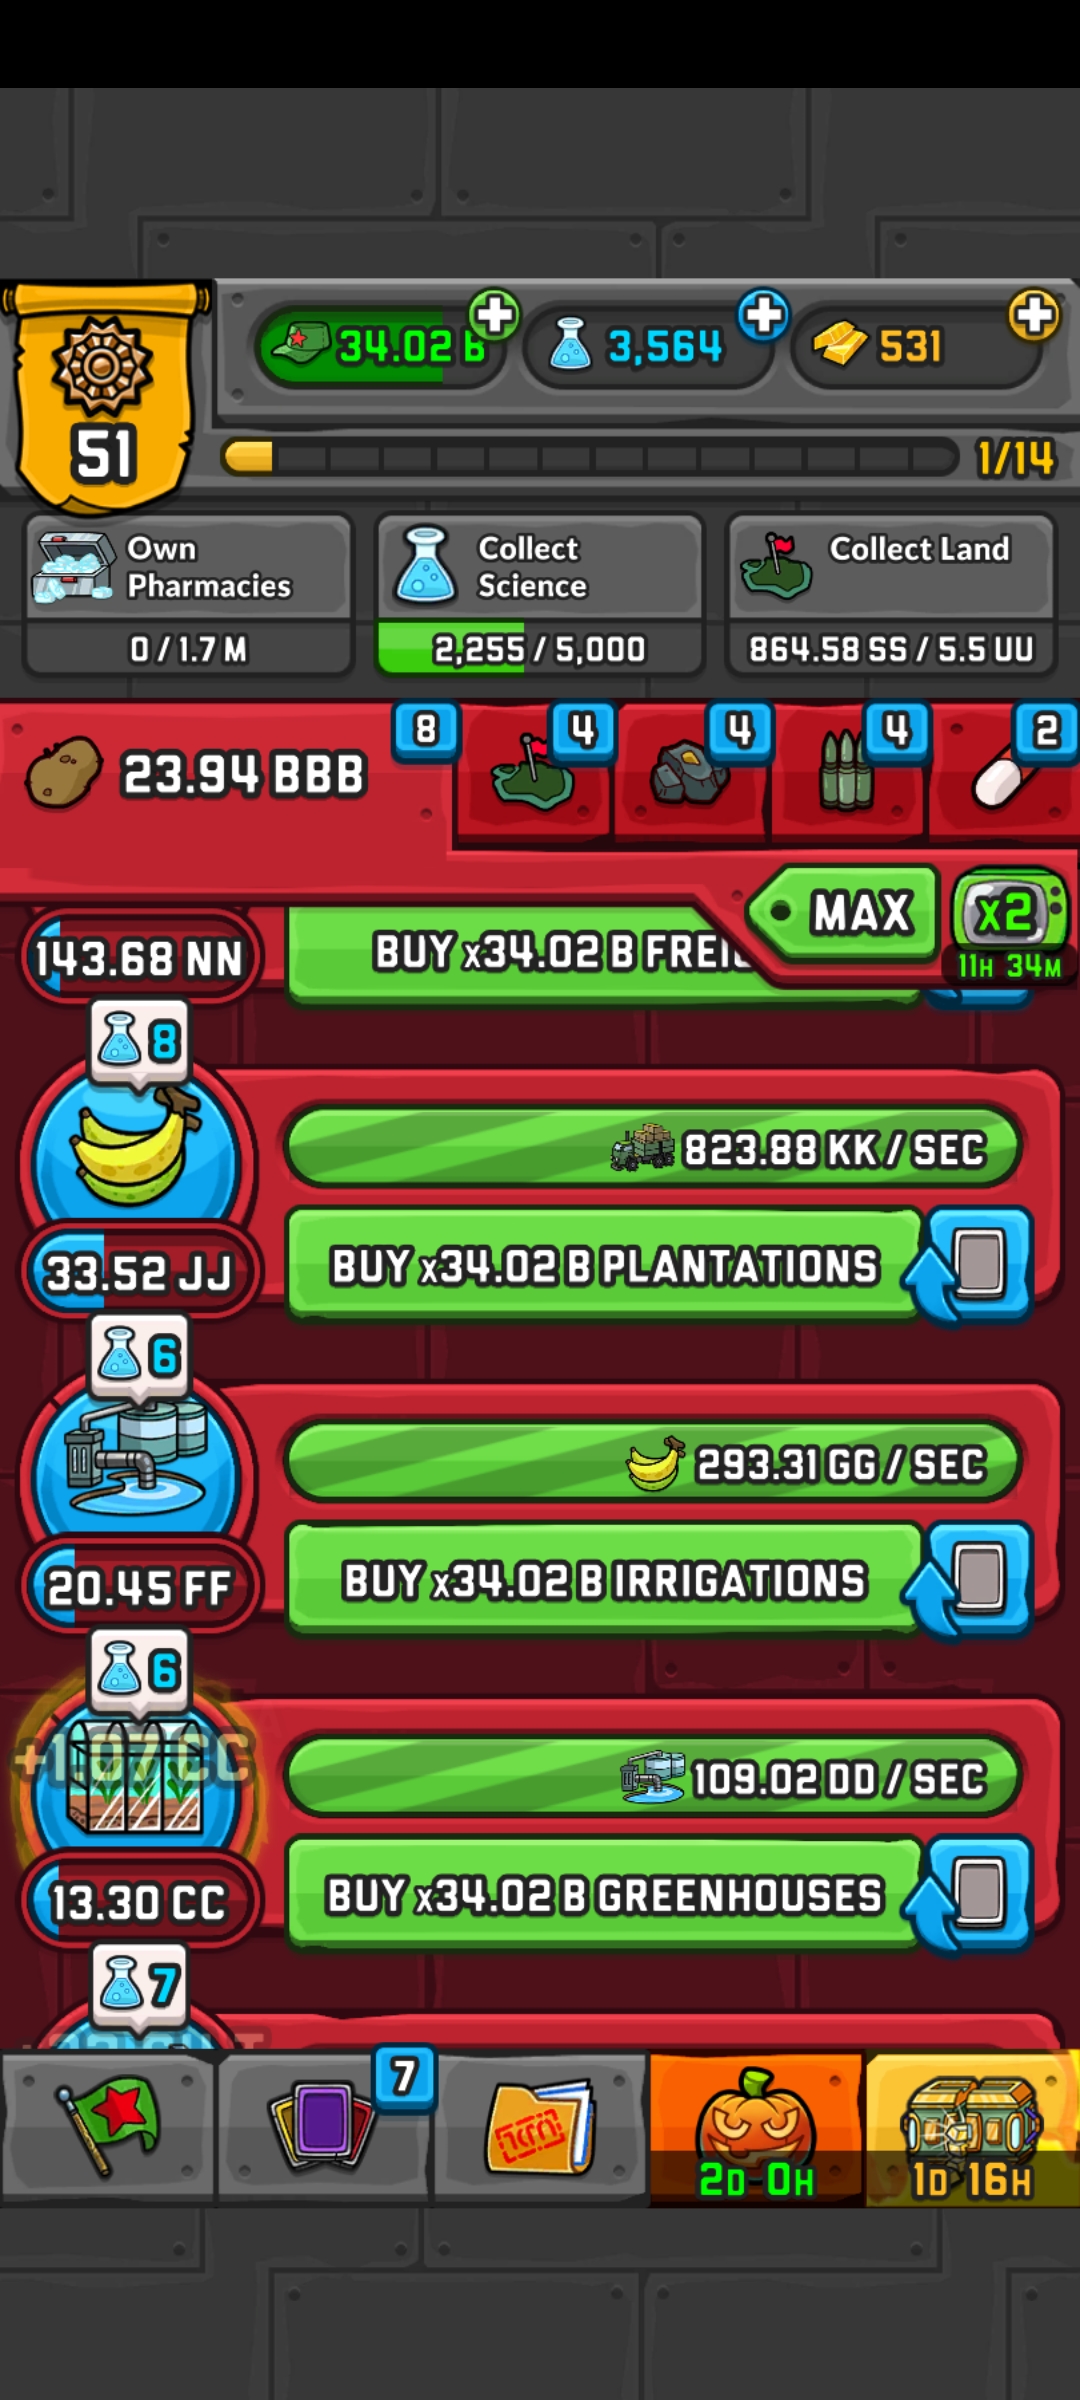 34.02 B
3,564
531
51
1/14
Own
Pharmacies
0 / 1.7 M
Collect
Science
2,255 / 5,000
Collect Land
864.58 SS / 5.5 UU
23.94 BBB
8
4
4
4
2
MAX
x2
11H 34M
143.68 NN
BUY x34.02 B
8
823.88 KK / SEC
33.52 JJ
BUY x34.02 B PLANTATIONS
6
293.31 GG / SEC
20.45 FF
BUY x34.02 B IRRIGATIONS
6
+1.07 CC
109.02 DD / SEC
13.30 CC
BUY x34.02 B GREENHOUSES
7
7
2D 0H
1D 16H